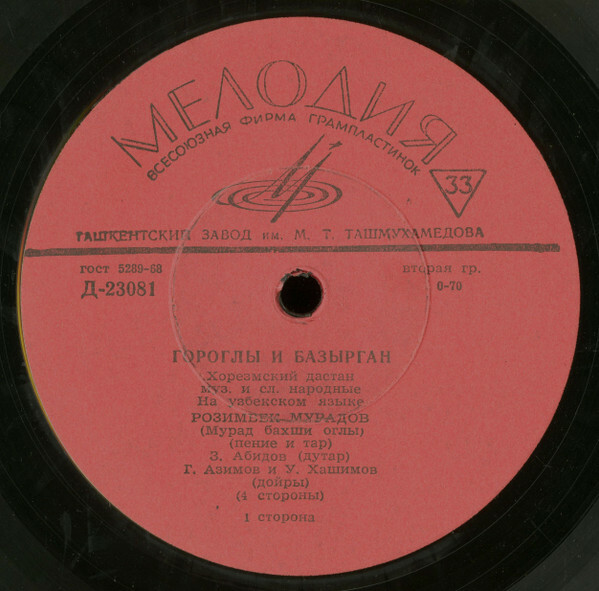 МЕЛОДИЯ
ВСЕСОЮЗНАЯ ФИРМА ГРАМПЛАСТИНОК
33
ТАШКЕНТСКИЙ ЗАВОД им. М. Т. ТАШМУХАМЕДОВА
гост 5289-68 вторая гр.
Д-23081 0-70
ГОРОГЛЫ И БАЗЫРГАН
Хорезмский дастан
муз. и сл. народные
На узбекском языке
РОЗИМБЕК МУРАДОВ
(Мурад бахши оглы)
(пение и тар)
З. Абидов (дутар)
Г. Азимов и У. Хашимов
(дойры)
(4 стороны)
1 сторона